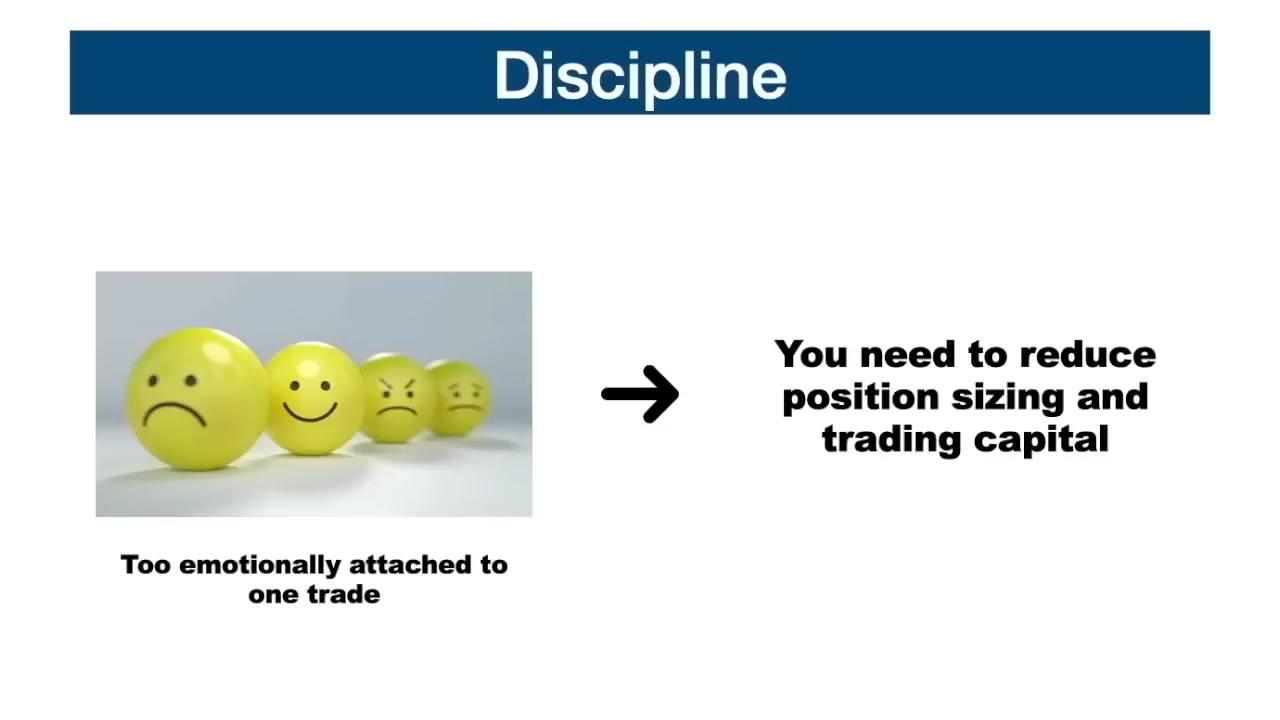 Discipline
You need to reduce
position sizing and
trading capital
Too emotionally attached to
one trade